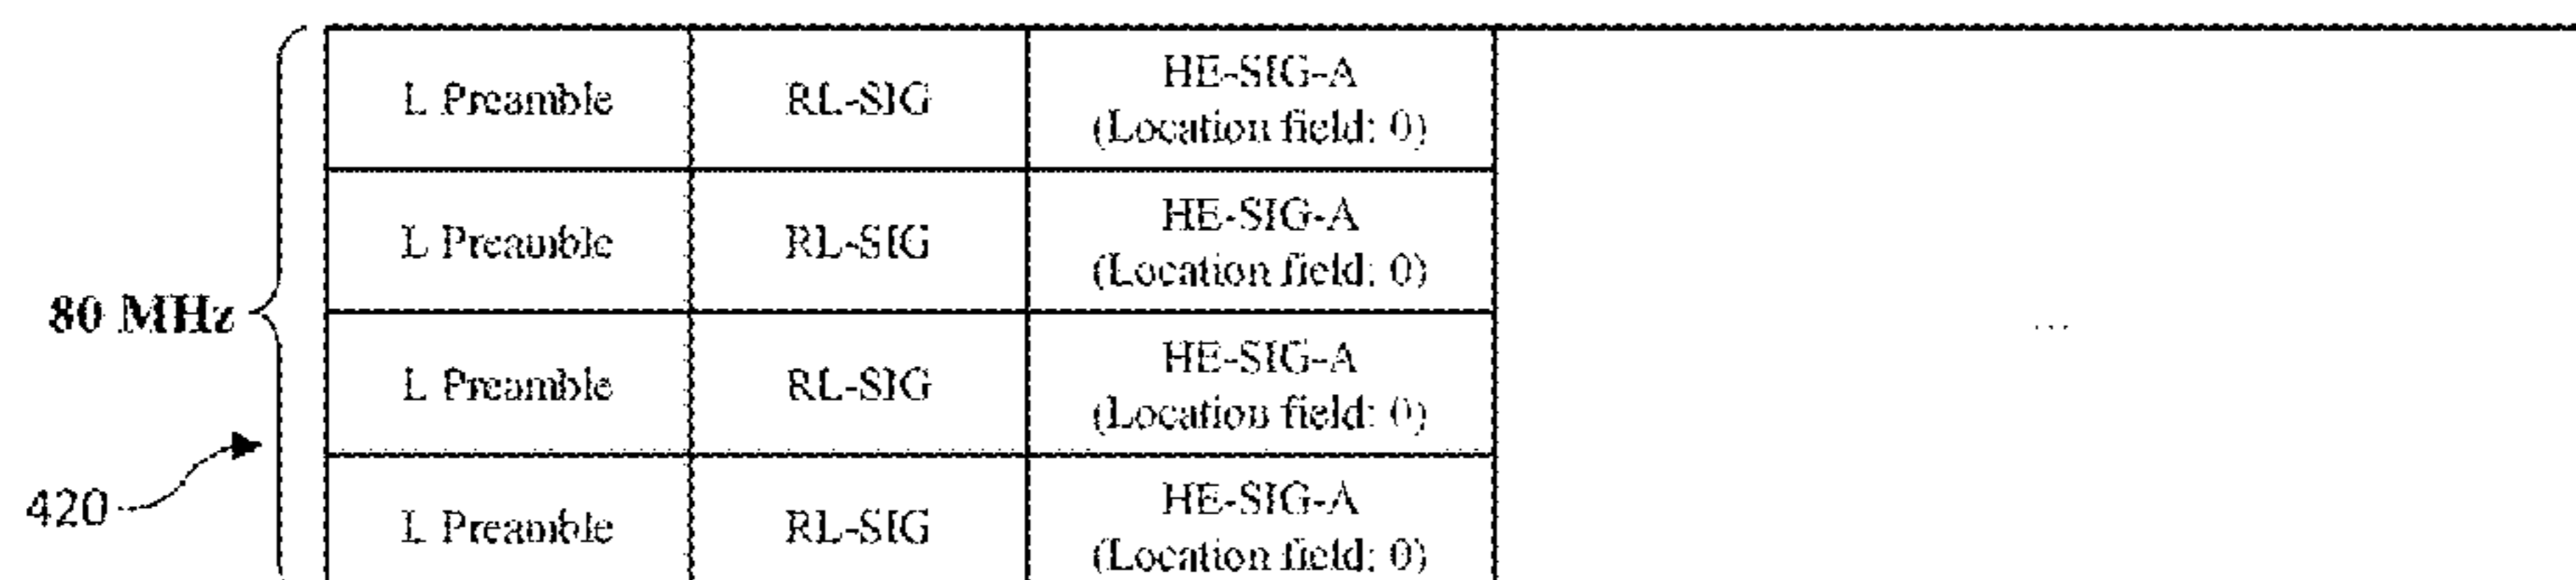 L Preamble RL-SIG HE-SIG-A
(Location field: 0)
L Preamble RL-SIG HE-SIG-A
(Location field: 0)
80 MHz
...
L Preamble RL-SIG HE-SIG-A
(Location field: 0)
420
L Preamble RL-SIG HE-SIG-A
(Location field: 0)